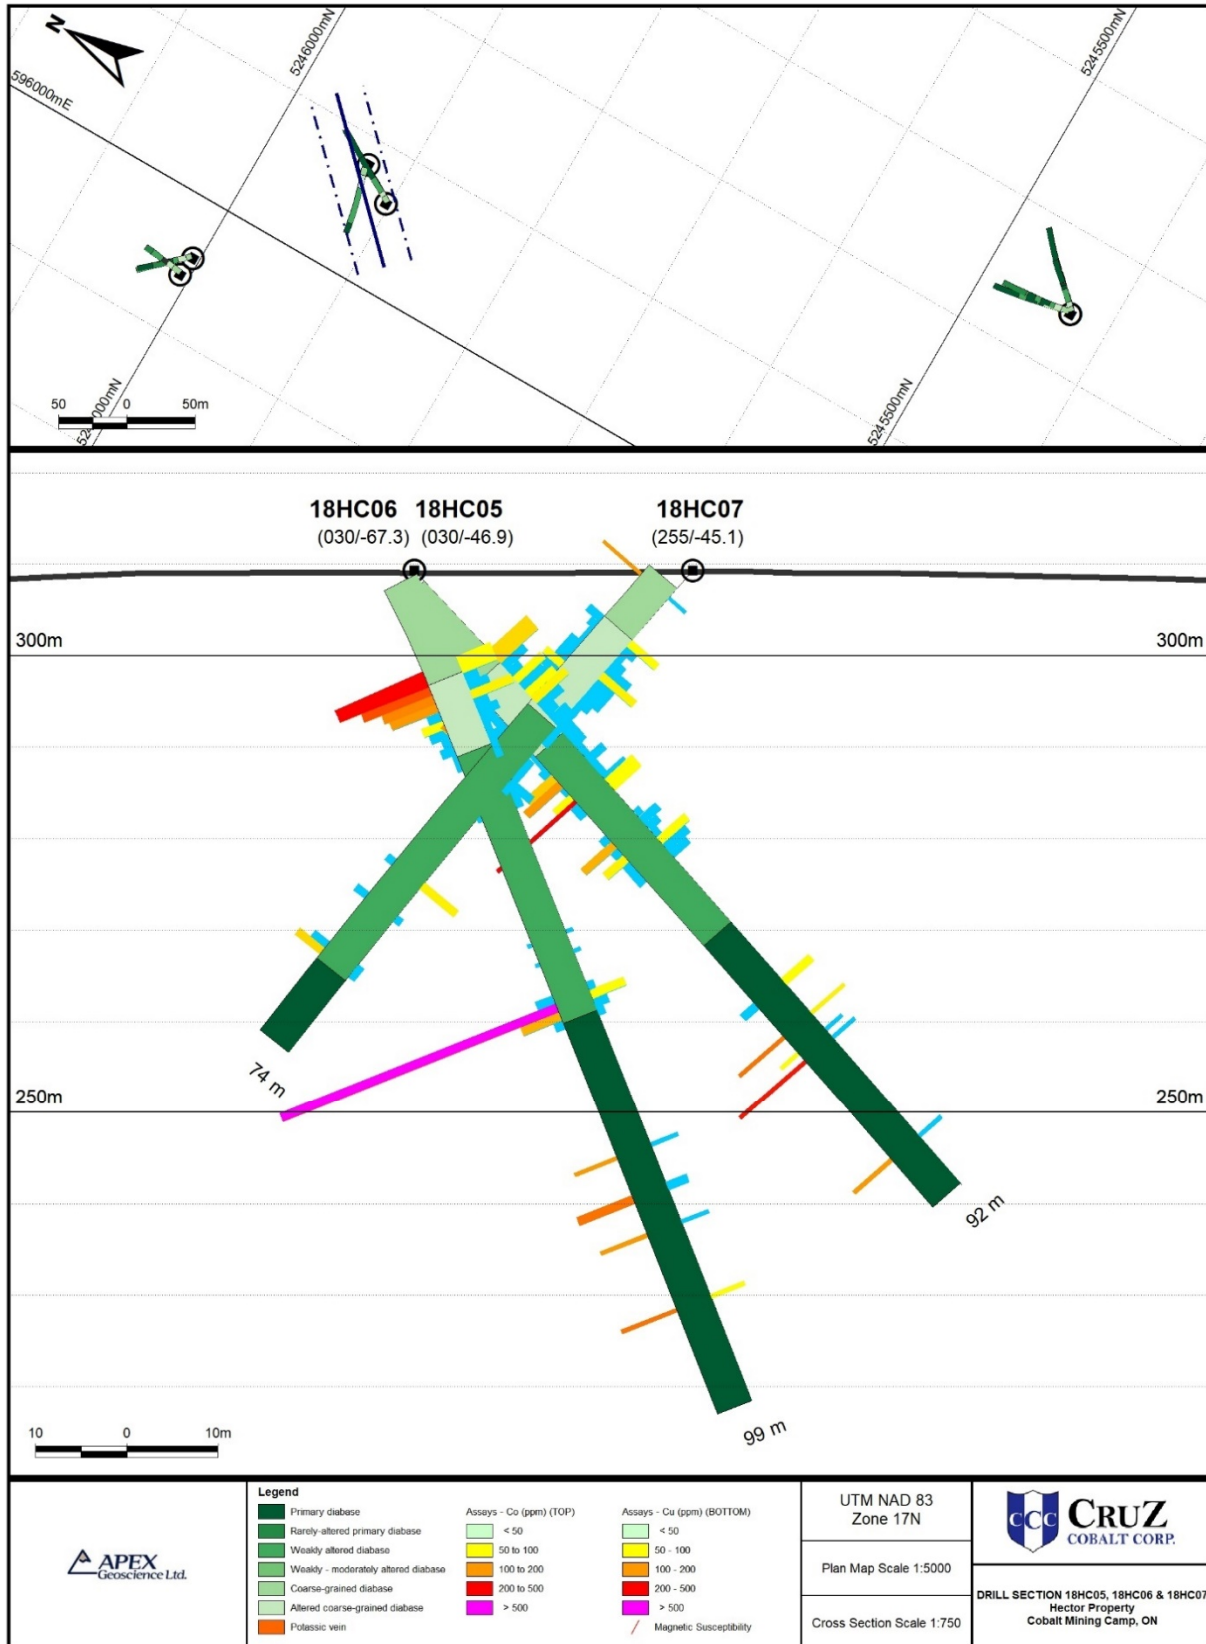 N
596000mE
5246000mN
5245500mN
50 0 50m
5245500mN
18HC06 18HC05 18HC07
(030/-67.3) (030/-46.9) (255/-45.1)
300m 300m
74 m
250m 250m
92 m
99 m
10 0 10m
APEX
Geoscience Ltd.
Legend
Primary diabase
Rarely-altered primary diabase
Weakly altered diabase
Weakly - moderately altered diabase
Coarse-grained diabase
Altered coarse-grained diabase
Potassic vein
Assays - Co (ppm) (TOP)
< 50
50 to 100
100 to 200
200 to 500
> 500
Assays - Cu (ppm) (BOTTOM)
< 50
50 - 100
100 - 200
200 - 500
> 500
Magnetic Susceptibility
UTM NAD 83
Zone 17N
Plan Map Scale 1:5000
Cross Section Scale 1:750
CCC
CRUZ
COBALT CORP.
DRILL SECTION 18HC05, 18HC06 & 18HC07
Hector Property
Cobalt Mining Camp, ON